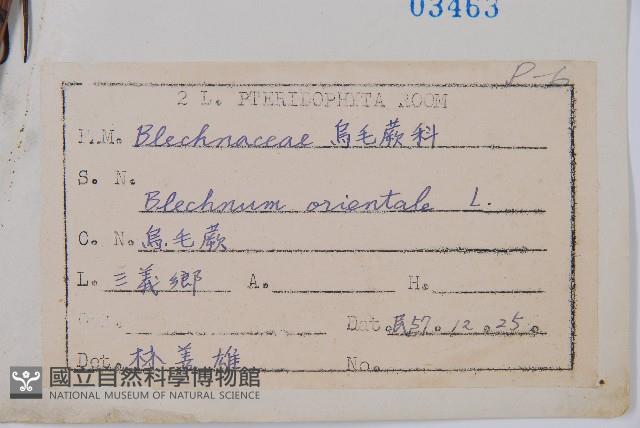 03463
P-6
2 L. PTERIDOPHYTA ROOM
F.M. Blechnaceae 烏毛蕨科
S. N.
Blechnum orientale L.
C. N. 烏毛蕨
L. 三義鄉 A. H.
Dat. 民57.12.25.
Det. 林善雄 No.
國立自然科學博物館
NATIONAL MUSEUM OF NATURAL SCIENCE